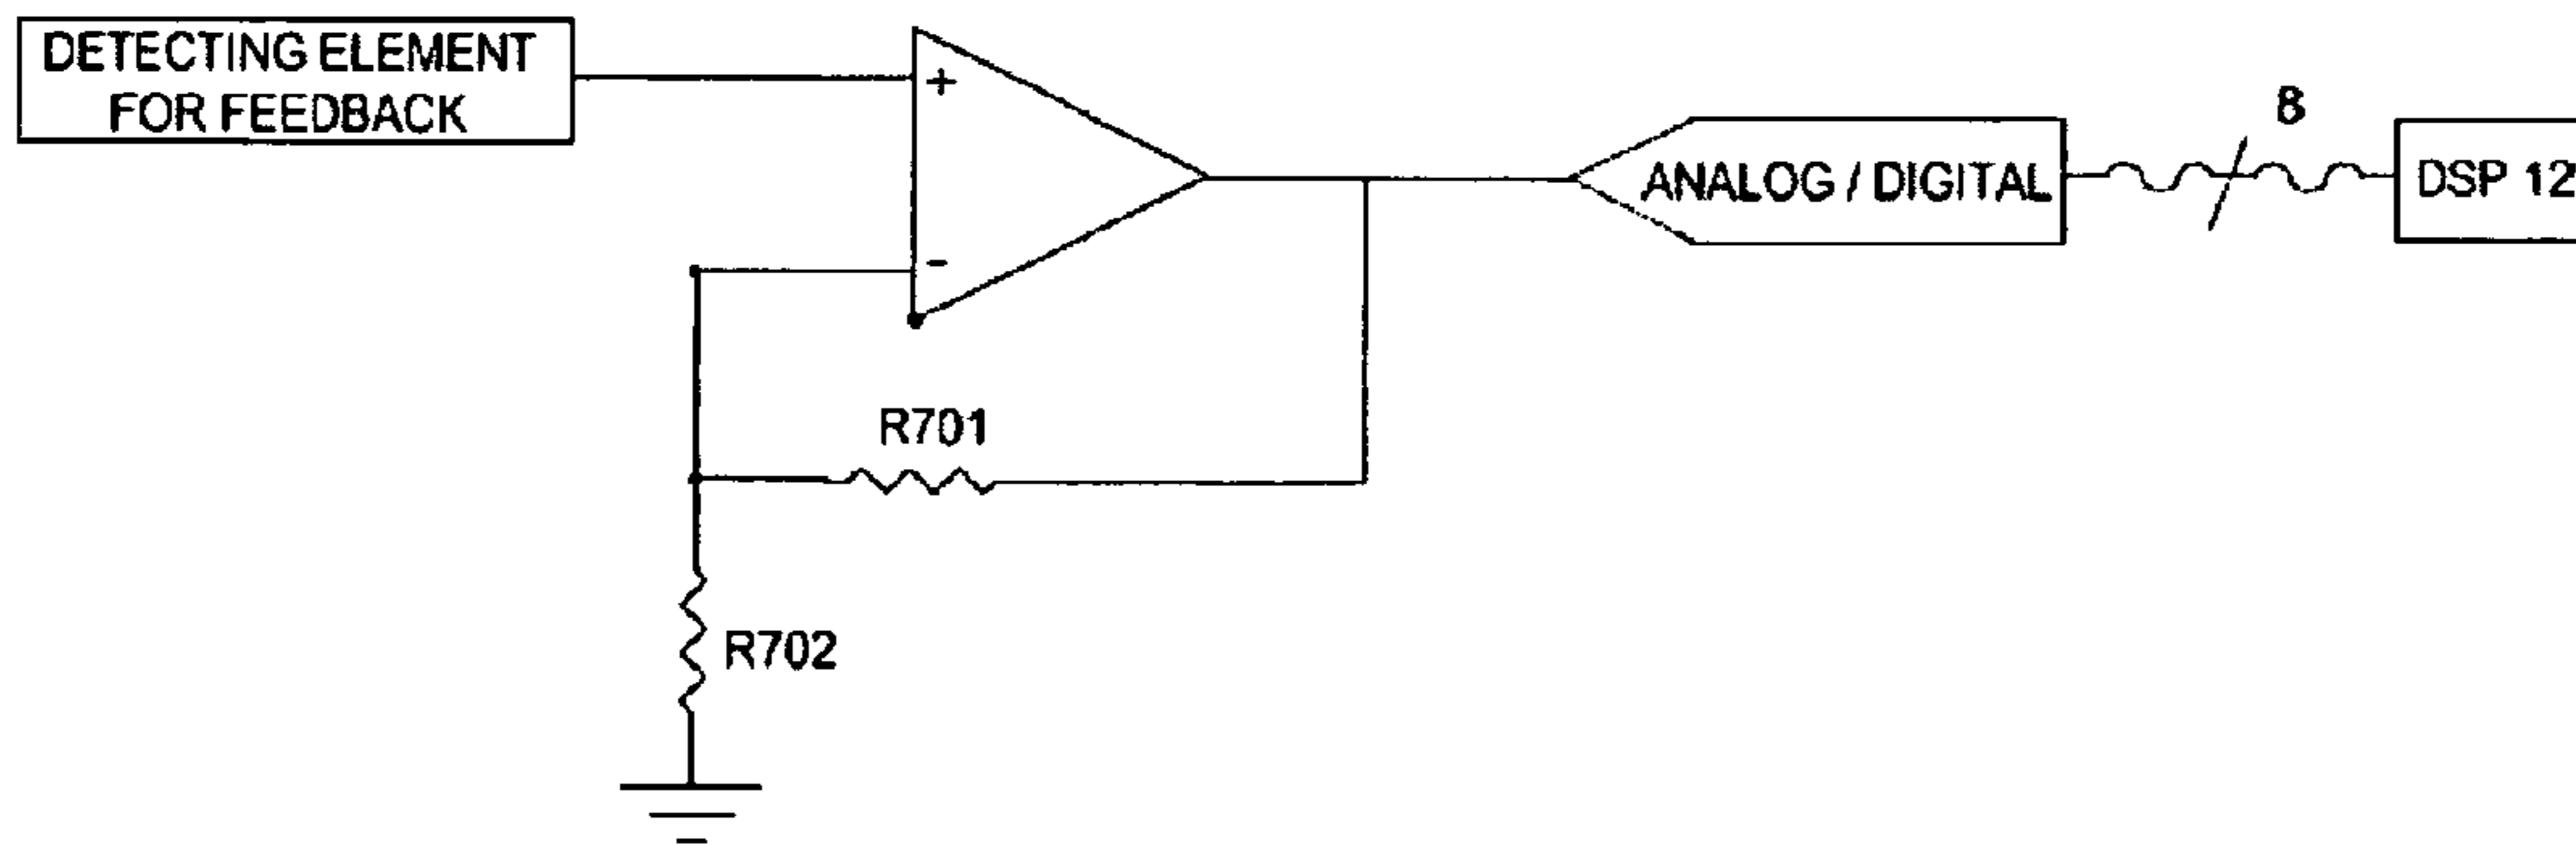 DETECTING ELEMENT
FOR FEEDBACK
+
-
8
ANALOG / DIGITAL
DSP 12
R701
R702